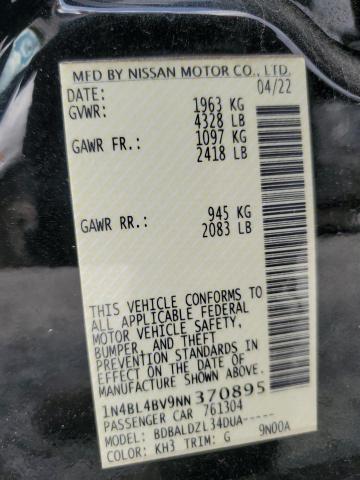 MFD BY NISSAN MOTOR CO., LTD.
DATE: 04/22
GVWR: 1963 KG
4328 LB
GAWR FR.: 1097 KG
2418 LB
GAWR RR.: 945 KG
2083 LB
THIS VEHICLE CONFORMS TO
ALL APPLICABLE FEDERAL
MOTOR VEHICLE SAFETY,
BUMPER, AND THEFT
PREVENTION STANDARDS IN
EFFECT ON THE DATE OF
MANUFACTURE SHOWN ABOVE.
1N4BL4BV9NN370895
PASSENGER CAR 761304
MODEL: BDBALDZL34DUA-----
COLOR: KH3 TRIM: G 9N00A